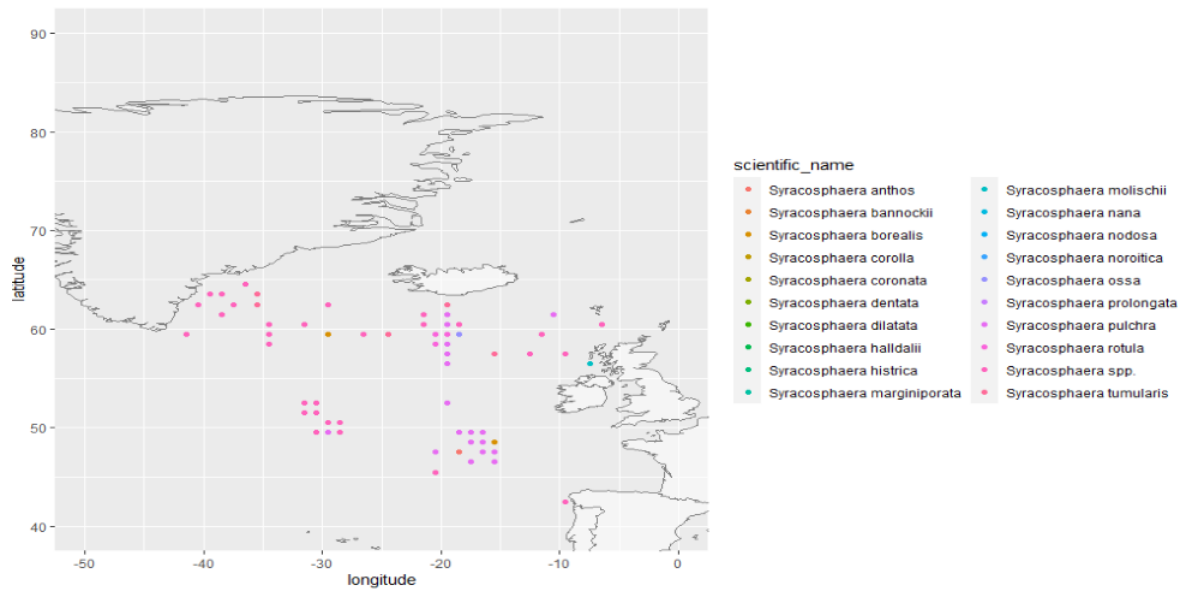 90
80
70
60
50
40
latitude
-50
-40
-30
-20
-10
0
longitude
scientific_name
Syracosphaera anthos
Syracosphaera bannockii
Syracosphaera borealis
Syracosphaera corolla
Syracosphaera coronata
Syracosphaera dentata
Syracosphaera dilatata
Syracosphaera halldalii
Syracosphaera histrica
Syracosphaera marginiporata
Syracosphaera molischii
Syracosphaera nana
Syracosphaera nodosa
Syracosphaera noroitica
Syracosphaera ossa
Syracosphaera prolongata
Syracosphaera pulchra
Syracosphaera rotula
Syracosphaera spp.
Syracosphaera tumularis